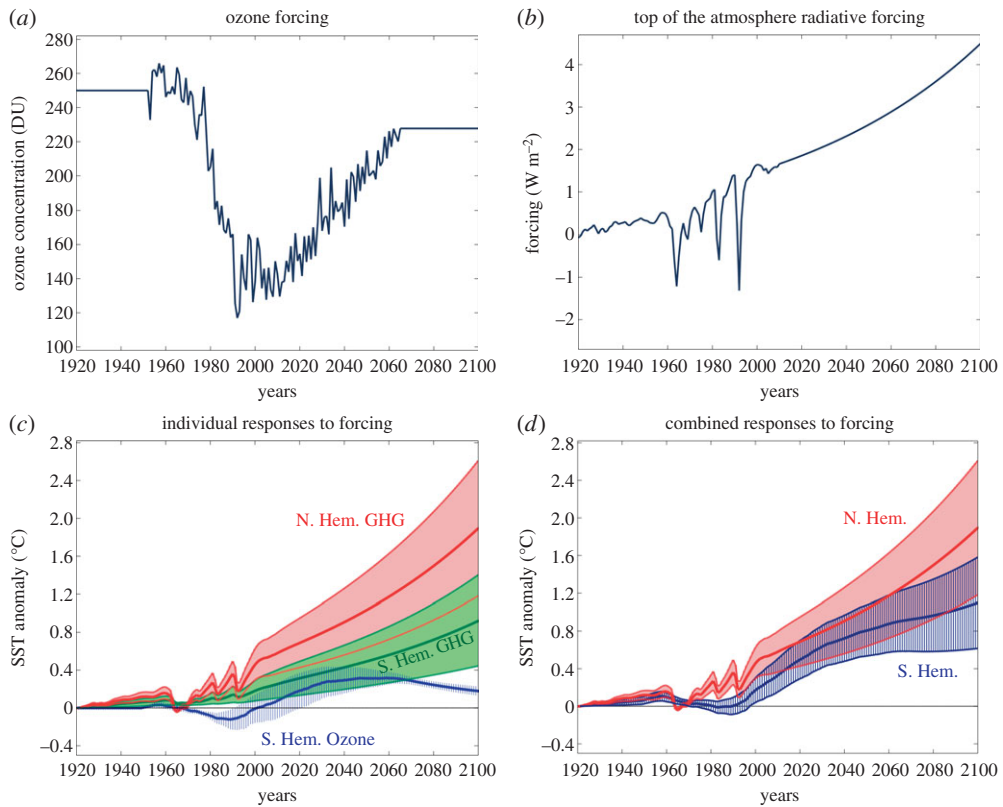 (a) ozone forcing
ozone concentration (DU)
280
260
240
220
200
180
160
140
120
100
1920 1940 1960 1980 2000 2020 2040 2060 2080 2100
years
(b) top of the atmosphere radiative forcing
forcing (W m−2)
4
3
2
1
0
−1
−2
1920 1940 1960 1980 2000 2020 2040 2060 2080 2100
years
(c) individual responses to forcing
SST anomaly (°C)
2.8
2.4
2.0
1.6
1.2
0.8
0.4
0
−0.4
N. Hem. GHG
S. Hem. GHG
S. Hem. Ozone
1920 1940 1960 1980 2000 2020 2040 2060 2080 2100
years
(d) combined responses to forcing
SST anomaly (°C)
2.8
2.4
2.0
1.6
1.2
0.8
0.4
0
−0.4
N. Hem.
S. Hem.
1920 1940 1960 1980 2000 2020 2040 2060 2080 2100
years